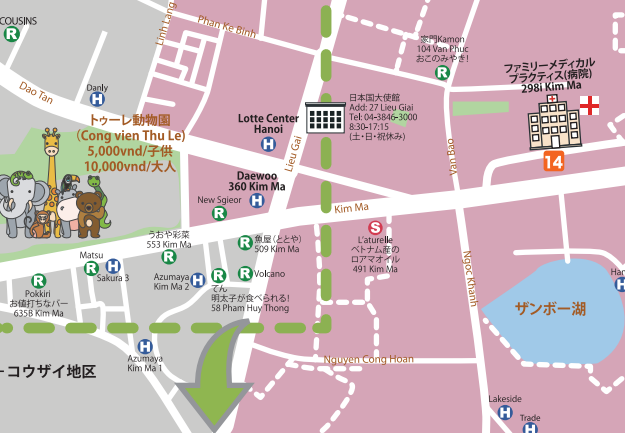 COUSINS
R
Linh Lang
Phan Ke Binh
家門Kamon
104 Van Phuc
おこのみやき!
R
ファミリーメディカル
プラクティス(病院)
298i Kim Ma
14
Dao Tan
Danly
H
トゥーレ動物園
(Cong vien Thu Le)
5,000vnd/子供
10,000vnd/大人
Lotte Center
Hanoi
H
Lieu Gai
日本国大使館
Add: 27 Lieu Giai
Tel: 04-3846-3000
8:30-17:15
(土・日・祝休み)
Van Bao
Daewoo
360 Kim Ma
H
New Sgieor
R
Kim Ma
S
L'aturelle
ベトナム産の
ロアマオイル
491 Kim Ma
うおや彩菜
553 Kim Ma
R
R
魚屋(ととや)
509 Kim Ma
Matsu
R
H
Sakura 3
Azumaya
Kim Ma 2
H
R
R
Volcano
てん
明太子が食べられる!
58 Pham Huy Thong
R
Pokkiri
お値打ちなバー
635B Kim Ma
Ngoc Khanh
Han
H
ザンボー湖
H
Azumaya
Kim Ma 1
Nguyen Cong Hoan
コウザイ地区
Lakeside
H
Trade
H